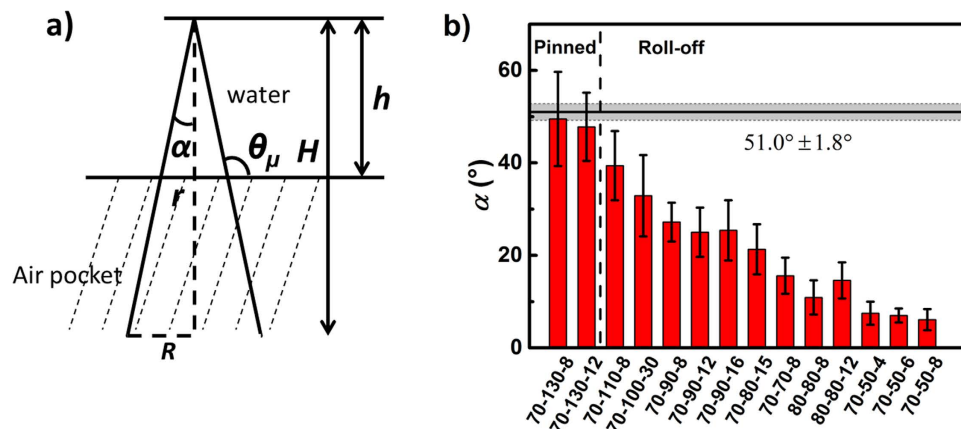 a)
water
h
α
θμ
H
r
Air pocket
R
b)
Pinned
Roll-off
60
51.0° ±1.8°
40
α (°)
20
0
70-130-8
70-130-12
70-110-8
70-100-30
70-90-8
70-90-12
70-90-16
70-80-15
70-70-8
80-80-8
80-80-12
70-50-4
70-50-6
70-50-8